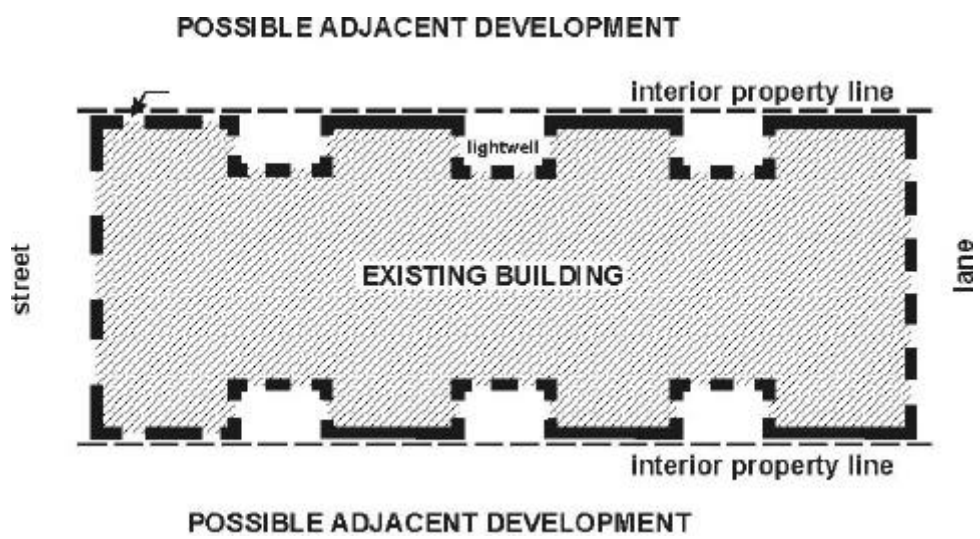 POSSIBLE ADJACENT DEVELOPMENT
interior property line
lightwell
street
EXISTING BUILDING
lane
interior property line
POSSIBLE ADJACENT DEVELOPMENT